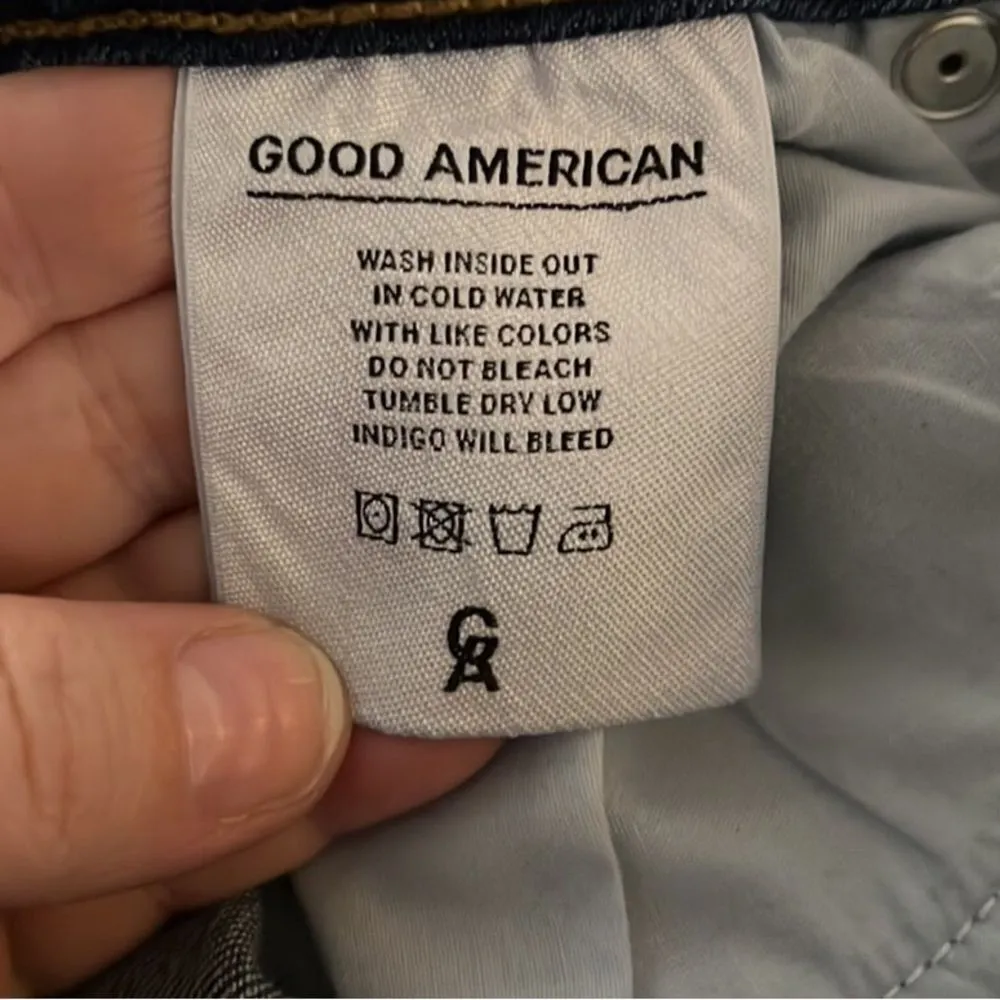 GOOD AMERICAN
WASH INSIDE OUT
IN COLD WATER
WITH LIKE COLORS
DO NOT BLEACH
TUMBLE DRY LOW
INDIGO WILL BLEED
GA